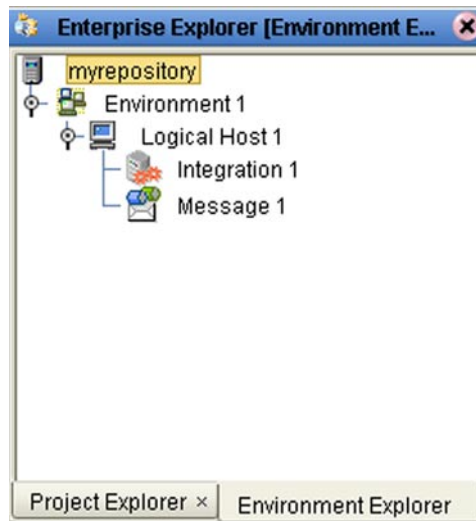 Enterprise Explorer [Environment E...
myrepository
Environment 1
Logical Host 1
Integration 1
Message 1
Project Explorer ×
Environment Explorer